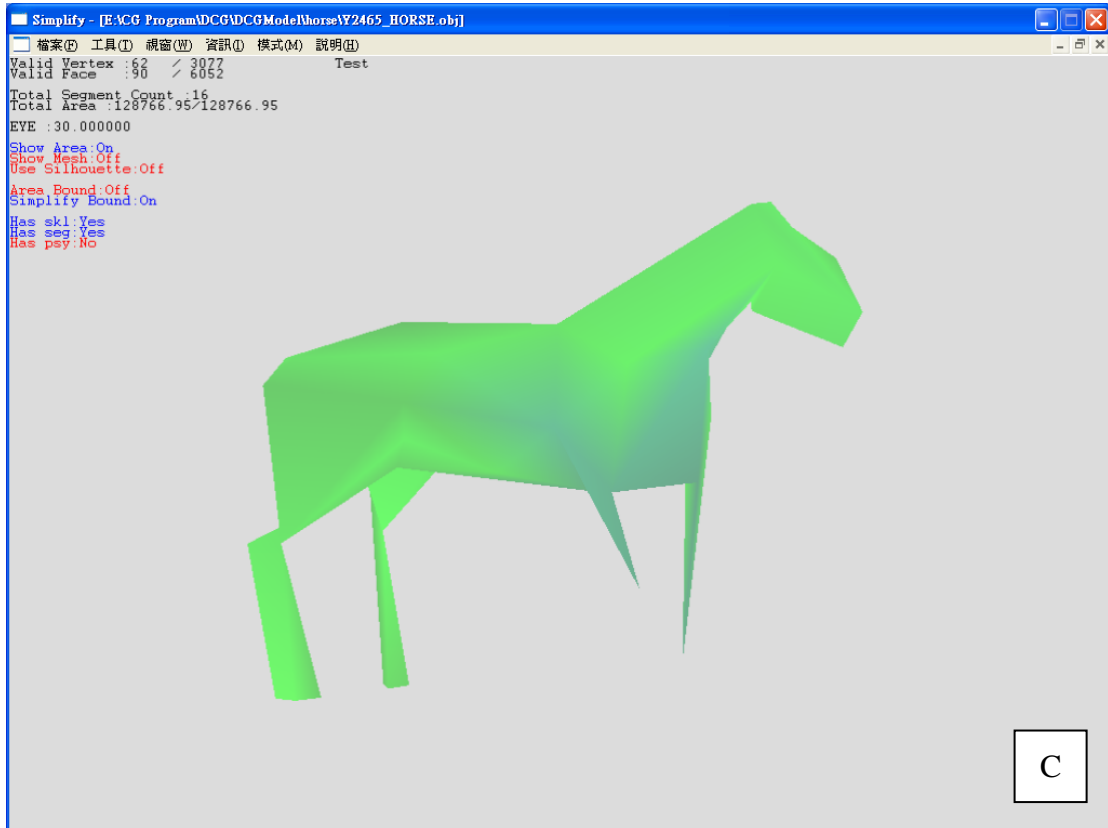 Simplify - [E:\CG Program\DCG\DCGModel\horse\Y2465_HORSE.obj]
檔案(F) 工具(T) 視窗(W) 資訊(I) 模式(M) 說明(H)
Valid Vertex :62 / 3077 Test
Valid Face :90 / 6052
Total Segment Count :16
Total Area :128766.95/128766.95
EYE :30.000000
Show Area:On
Show Mesh:Off
Use Silhouette:Off
Area Bound:Off
Simplify Bound:On
Has skl:Yes
Has seg:Yes
Has psy:No
C